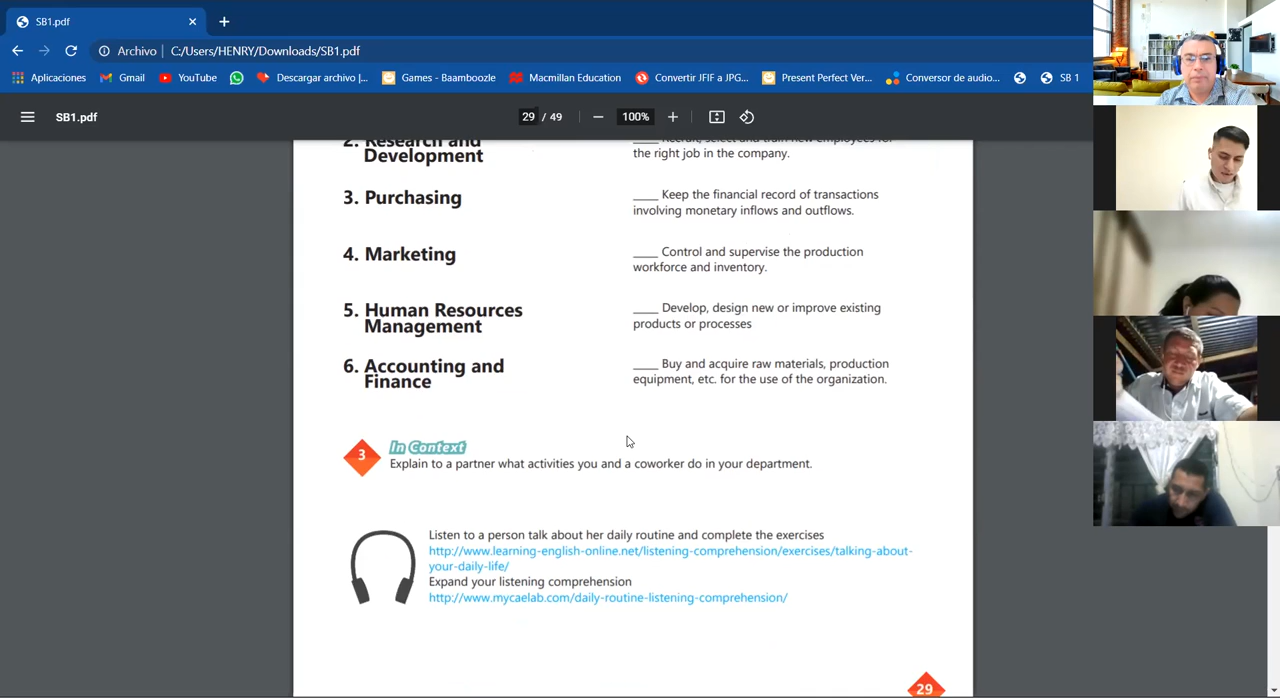 SB1.pdf
Archivo C:/Users/HENRY/Downloads/SB1.pdf
Aplicaciones Gmail YouTube Descargar archivo |... Games - Baamboozle Macmillan Education Convertir JFIF a JPG... Present Perfect Ver... Conversor de audio... SB 1
SB1.pdf 29 / 49 100%
2. Research and
Development
____ Recruit, select and train new employees for
the right job in the company.
3. Purchasing
____ Keep the financial record of transactions
involving monetary inflows and outflows.
4. Marketing
____ Control and supervise the production
workforce and inventory.
5. Human Resources
Management
____ Develop, design new or improve existing
products or processes
6. Accounting and
Finance
____ Buy and acquire raw materials, production
equipment, etc. for the use of the organization.
3
In Context
Explain to a partner what activities you and a coworker do in your department.
Listen to a person talk about her daily routine and complete the exercises
http://www.learning-english-online.net/listening-comprehension/exercises/talking-about-
your-daily-life/
Expand your listening comprehension
http://www.mycaelab.com/daily-routine-listening-comprehension/
29